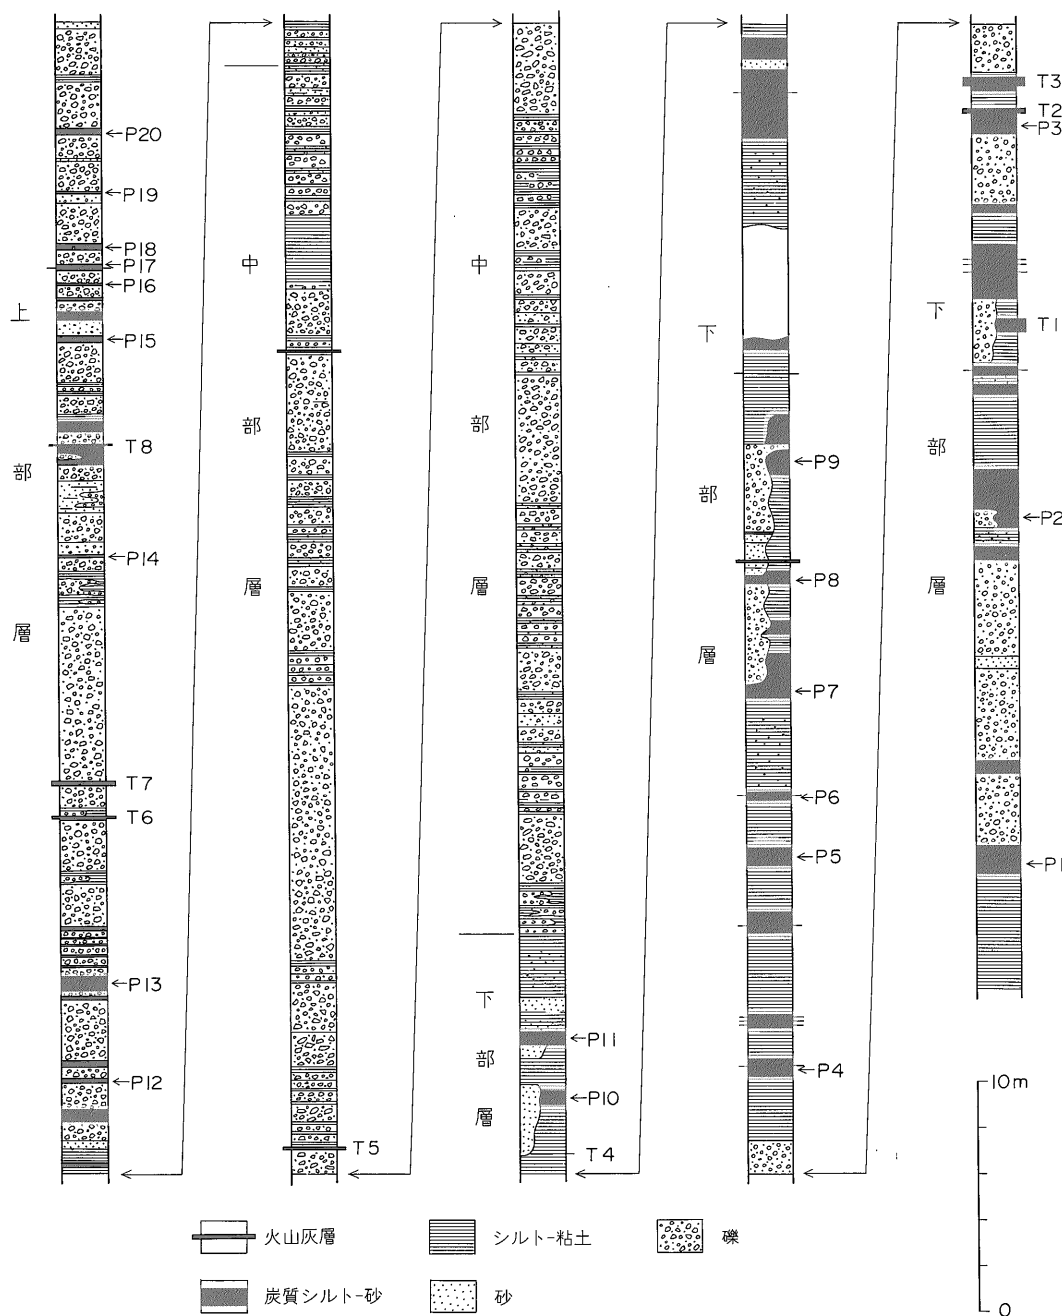 上部層
P20
P19
P18
P17
P16
P15
T8
P14
T7
T6
P13
P12
中部層
T5
中部層
下部層
P11
P10
T4
下部層
P9
P8
P7
P6
P5
P4
下部層
T3
T2
P3
T1
P2
P1
10m
0
火山灰層
シルト-粘土
礫
炭質シルト-砂
砂